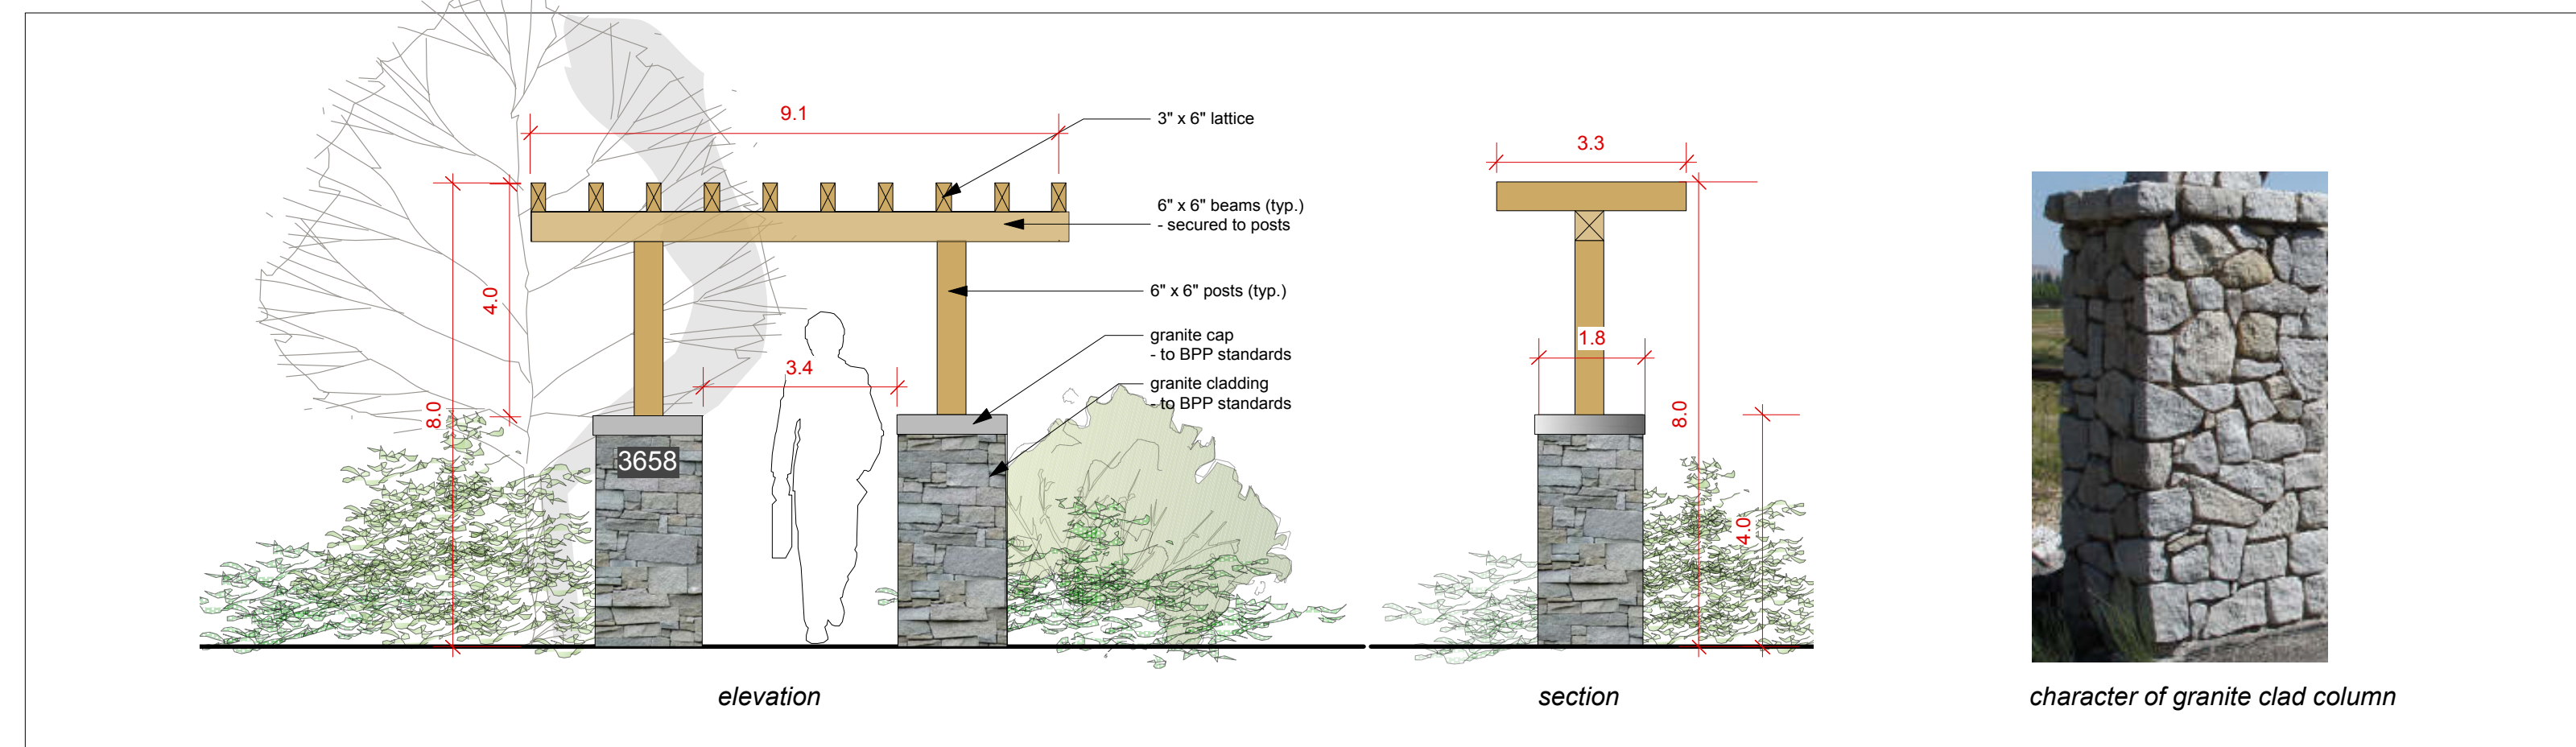 9.1
3" x 6" lattice
6" x 6" beams (typ.)
- secured to posts
6" x 6" posts (typ.)
granite cap
- to BPP standards
granite cladding
- to BPP standards
4.0
8.0
3.4
3658
elevation
3.3
1.8
8.0
4.0
section
character of granite clad column